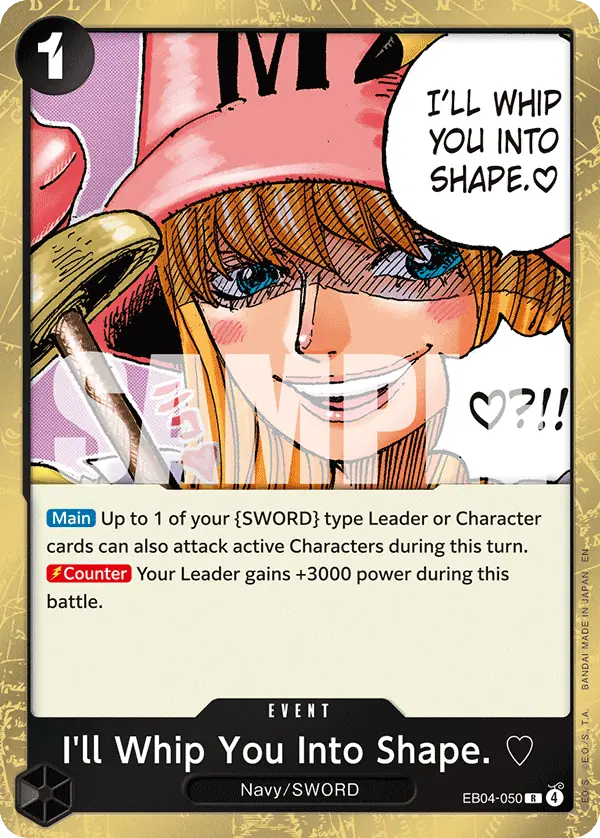 1
M
I'LL WHIP
YOU INTO
SHAPE.♡
♡?!!
SAMPLE
Main Up to 1 of your {SWORD} type Leader or Character
cards can also attack active Characters during this turn.
⚡Counter Your Leader gains +3000 power during this
battle.
EVENT
I'll Whip You Into Shape. ♡
Navy/SWORD
EB04-050 R 4
E.O.S. ©E.O./S, T.A. BANDAI MADE IN JAPAN EN